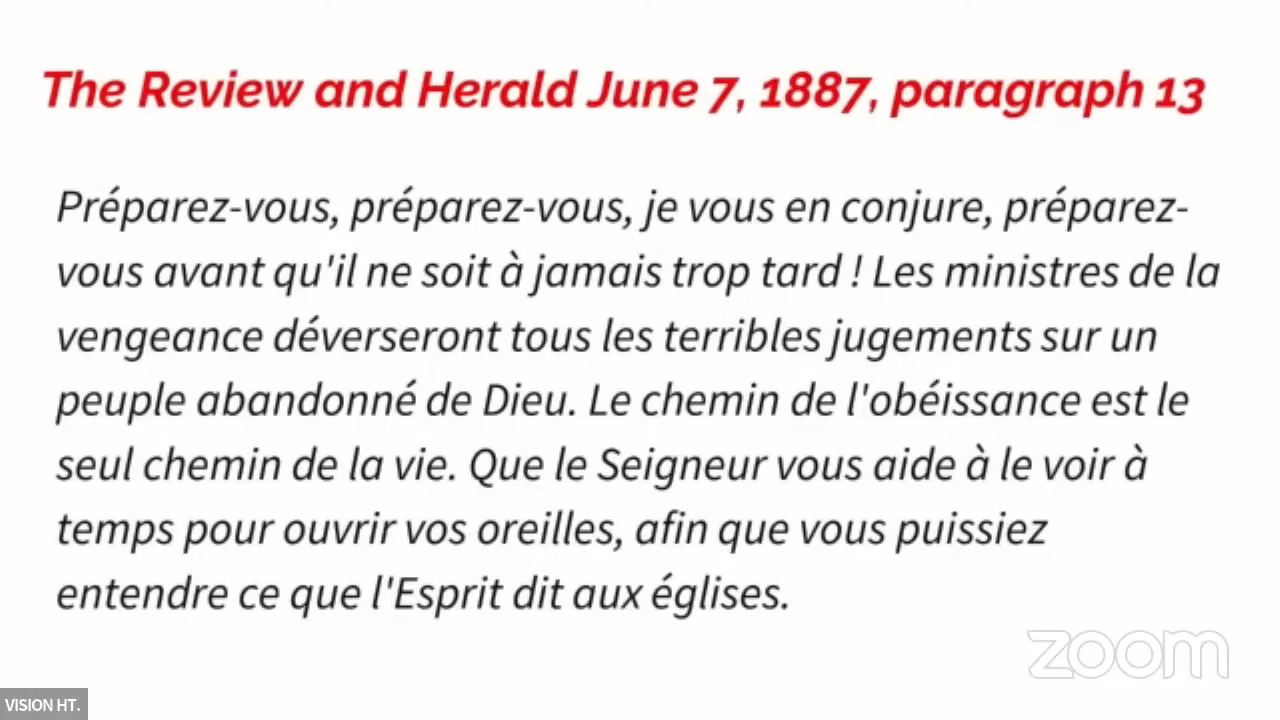 The Review and Herald June 7, 1887, paragraph 13
Préparez-vous, préparez-vous, je vous en conjure, préparez-
vous avant qu'il ne soit à jamais trop tard ! Les ministres de la
vengeance déverseront tous les terribles jugements sur un
peuple abandonné de Dieu. Le chemin de l'obéissance est le
seul chemin de la vie. Que le Seigneur vous aide à le voir à
temps pour ouvrir vos oreilles, afin que vous puissiez
entendre ce que l'Esprit dit aux églises.
zoom
VISION HT.